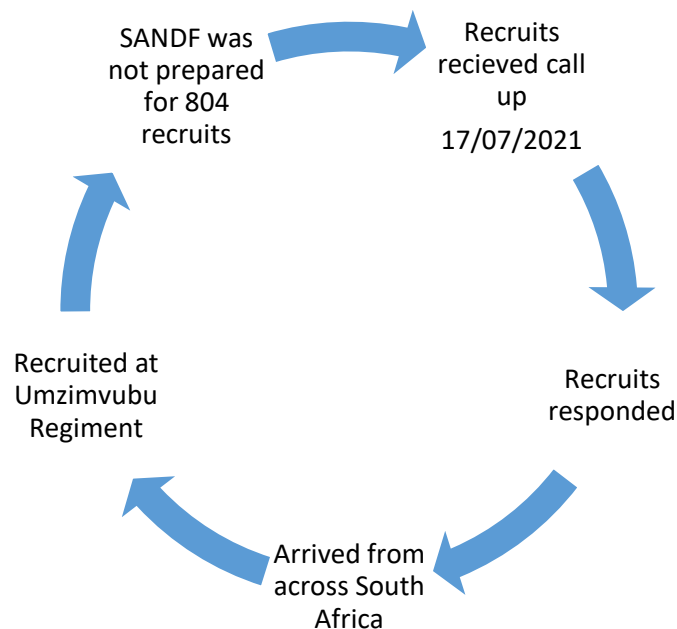 SANDF was
not prepared
for 804
recruits
Recruits
recieved call
up
17/07/2021
Recruits
responded
Arrived from
across South
Africa
Recruited at
Umzimvubu
Regiment